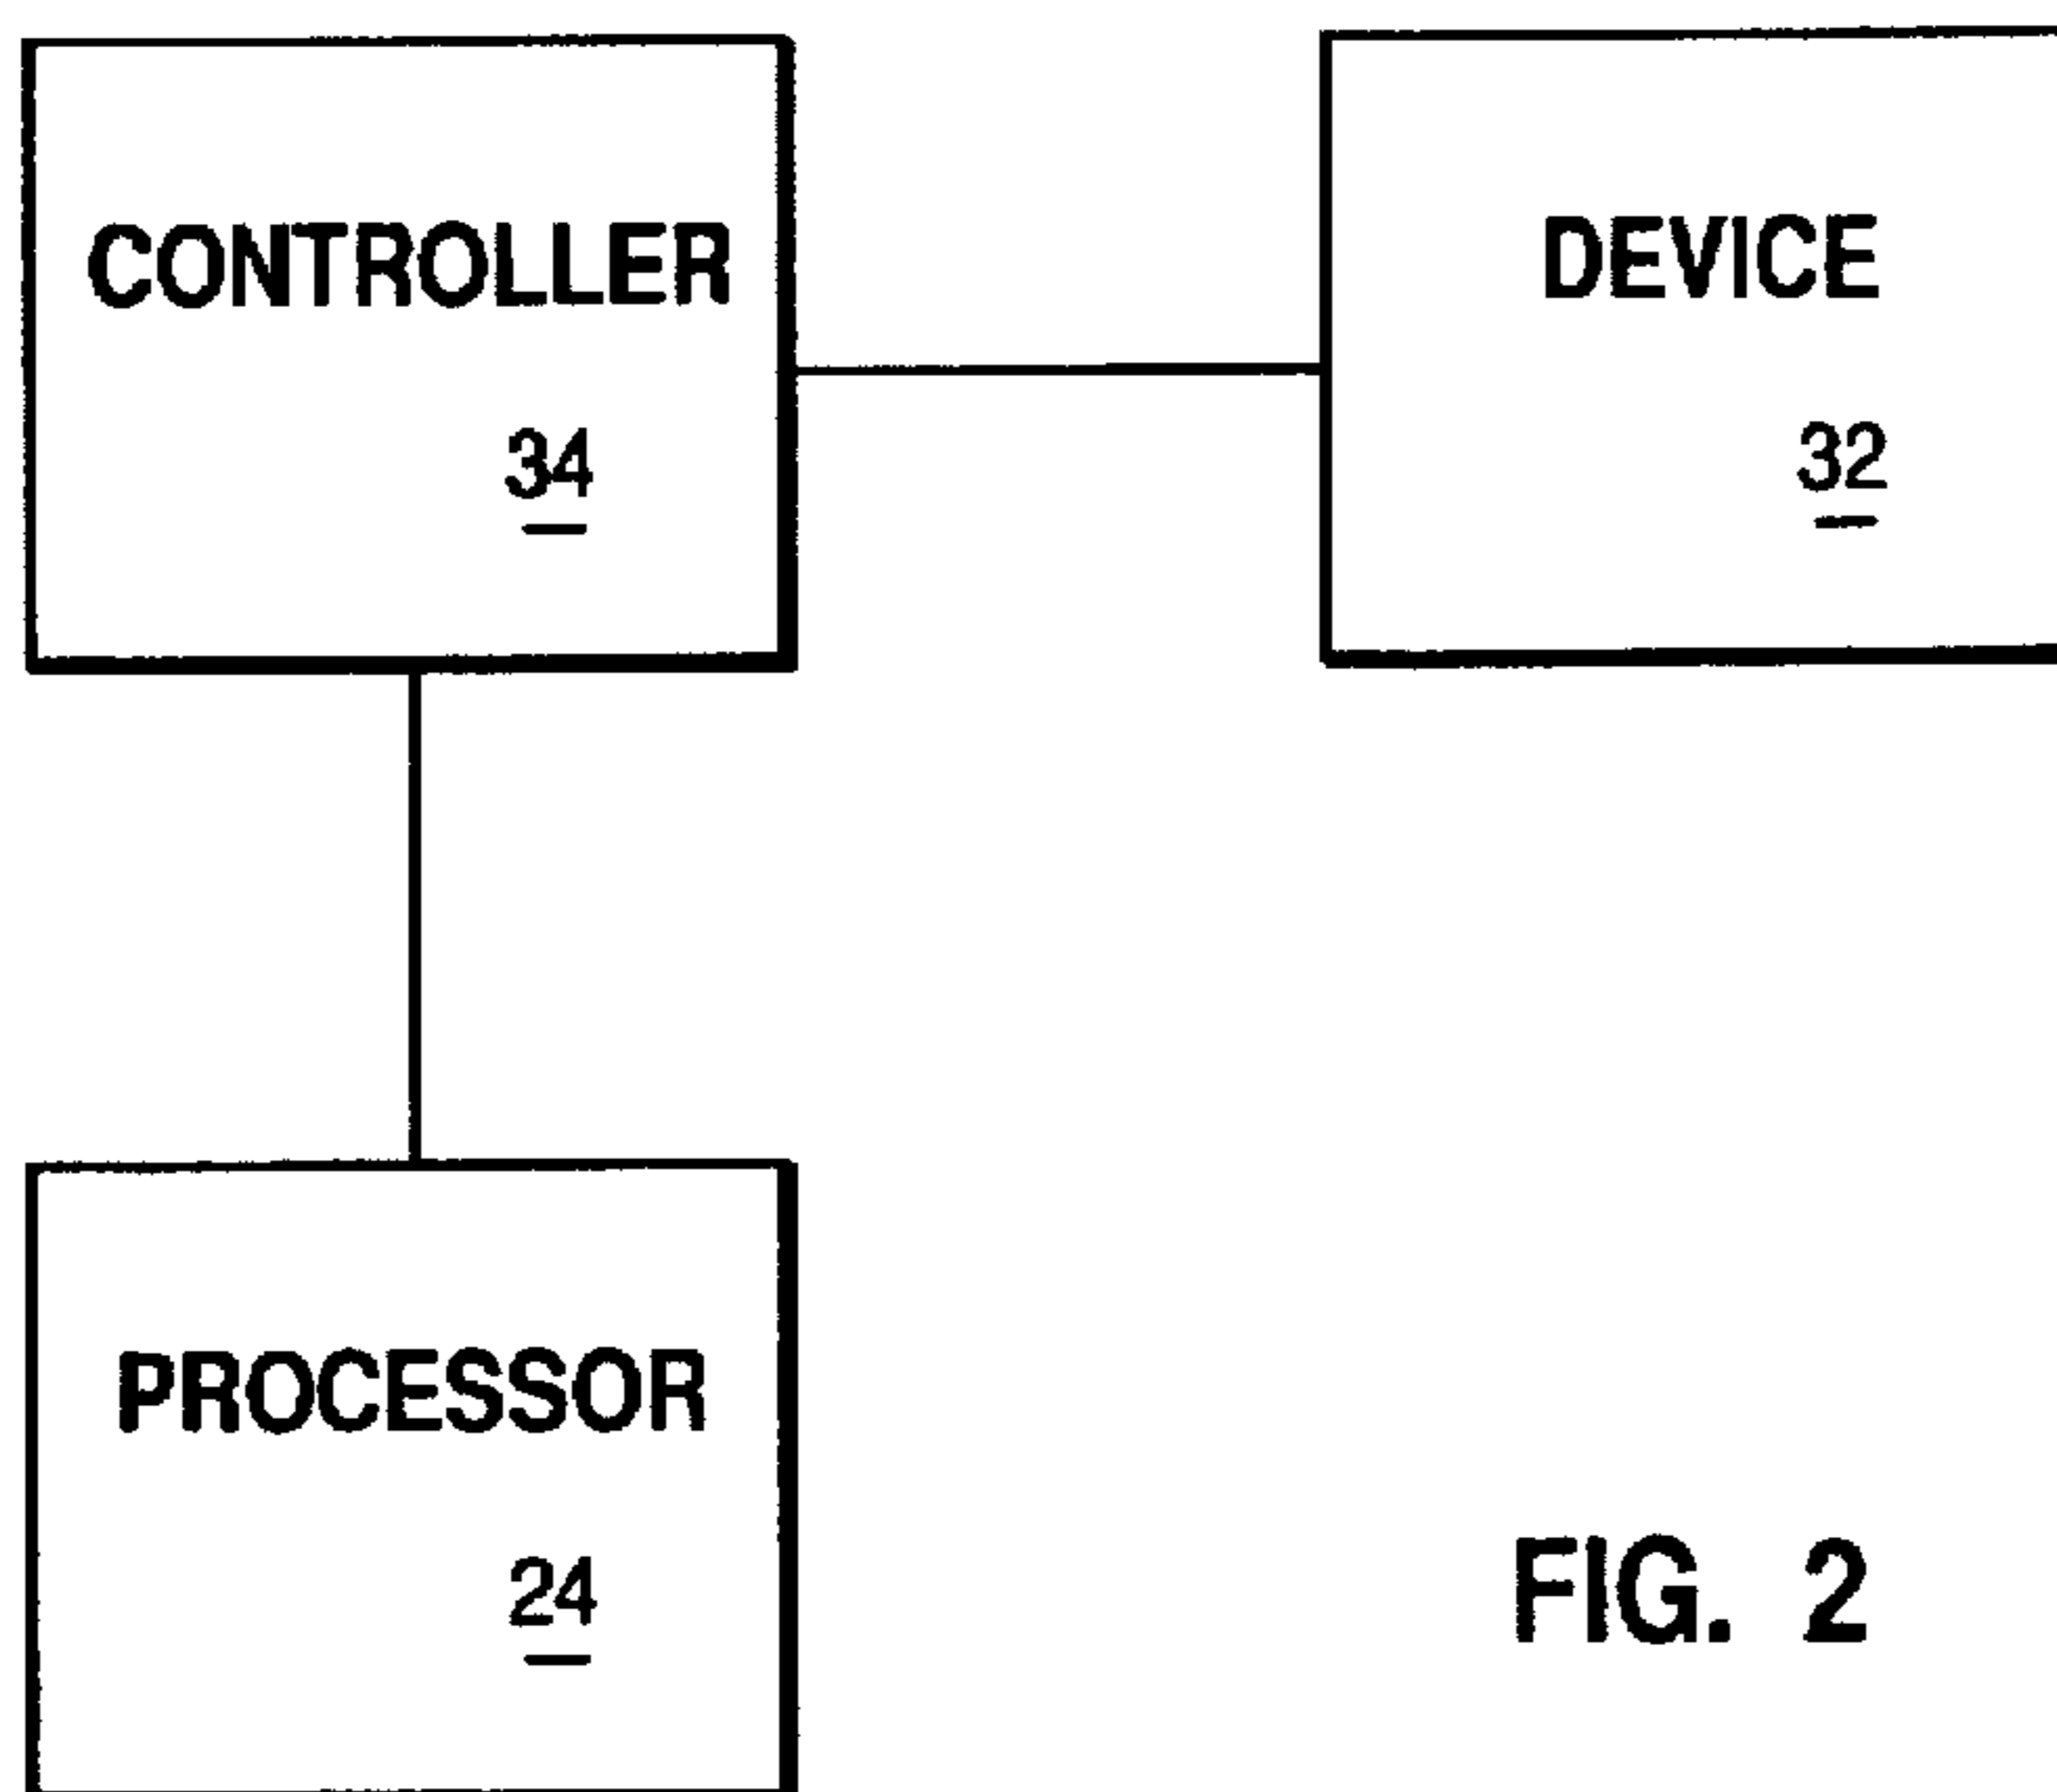 CONTROLLER
34
DEVICE
32
PROCESSOR
24
FIG. 2